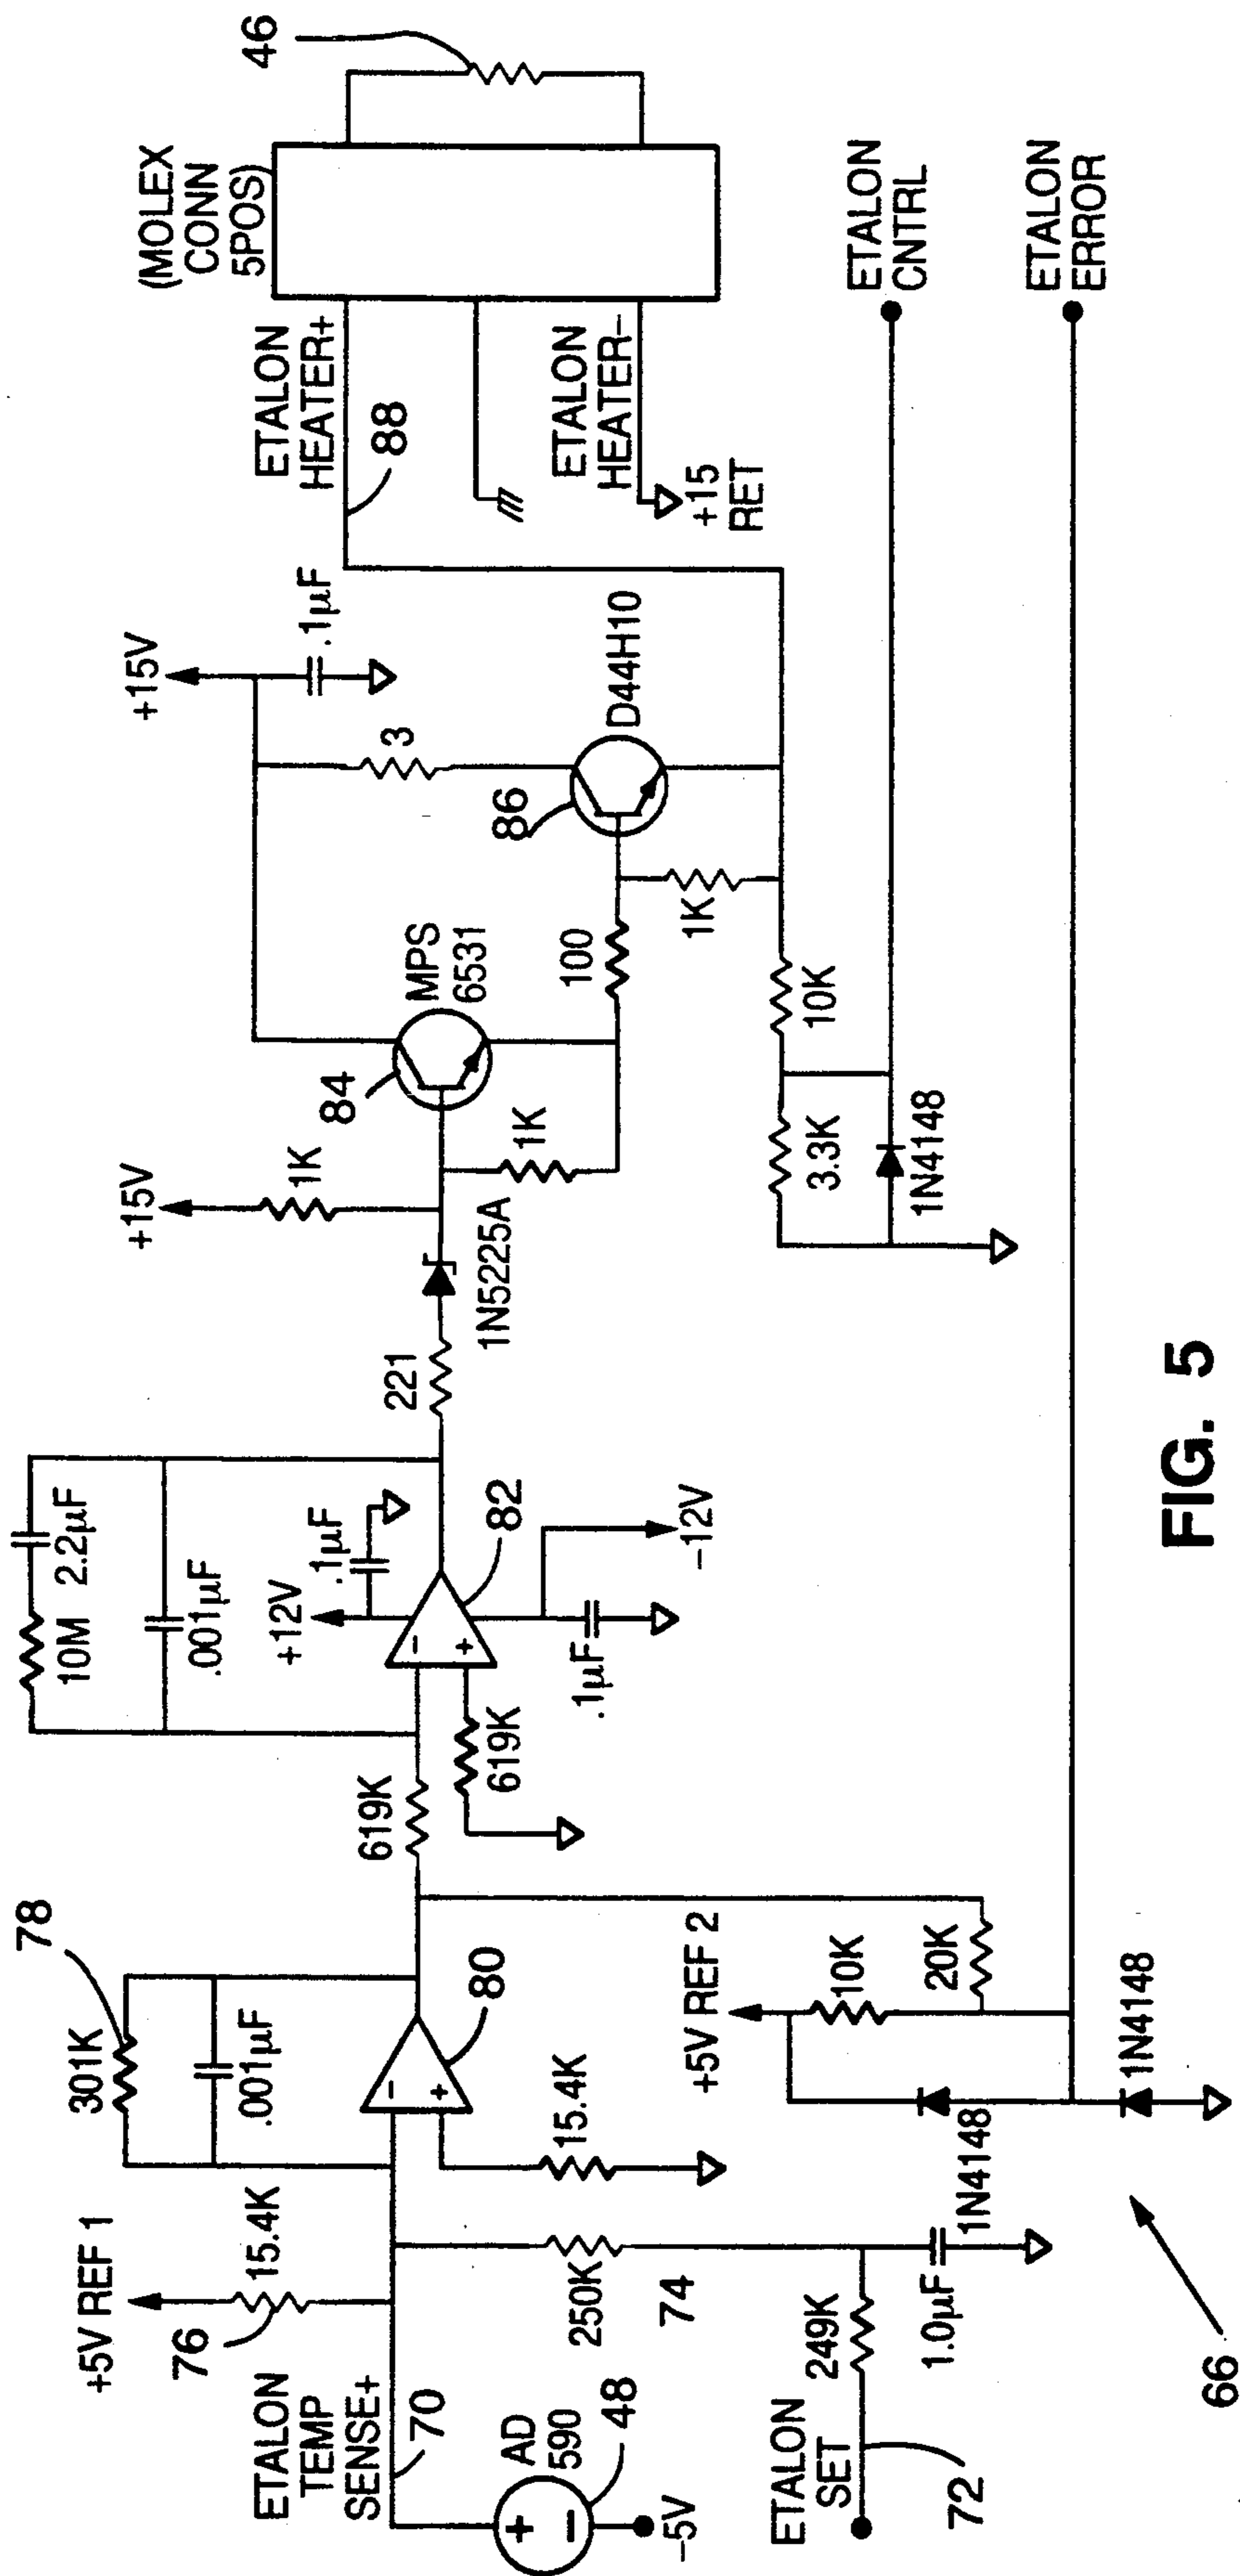 +5V REF 1
15.4K
76
ETALON
TEMP
SENSE+
70
AD
590
48
+
−
−5V
ETALON
SET
72
249K
1.0µF
250K
74
78
301K
.001µF
−
+
80
15.4K
+5V REF 2
10K
20K
1N4148
1N4148
66
619K
619K
10M
2.2µF
.001µF
+12V
.1µF
−
+
82
.1µF
−12V
221
1N5225A
+15V
1K
1K
84
MPS
6531
100
1K
86
D44H10
3
+15V
.1µF
10K
3.3K
1N4148
88
ETALON
HEATER+
ETALON
HEATER−
+15
RET
(MOLEX
CONN
5POS)
46
ETALON
CNTRL
ETALON
ERROR
FIG. 5